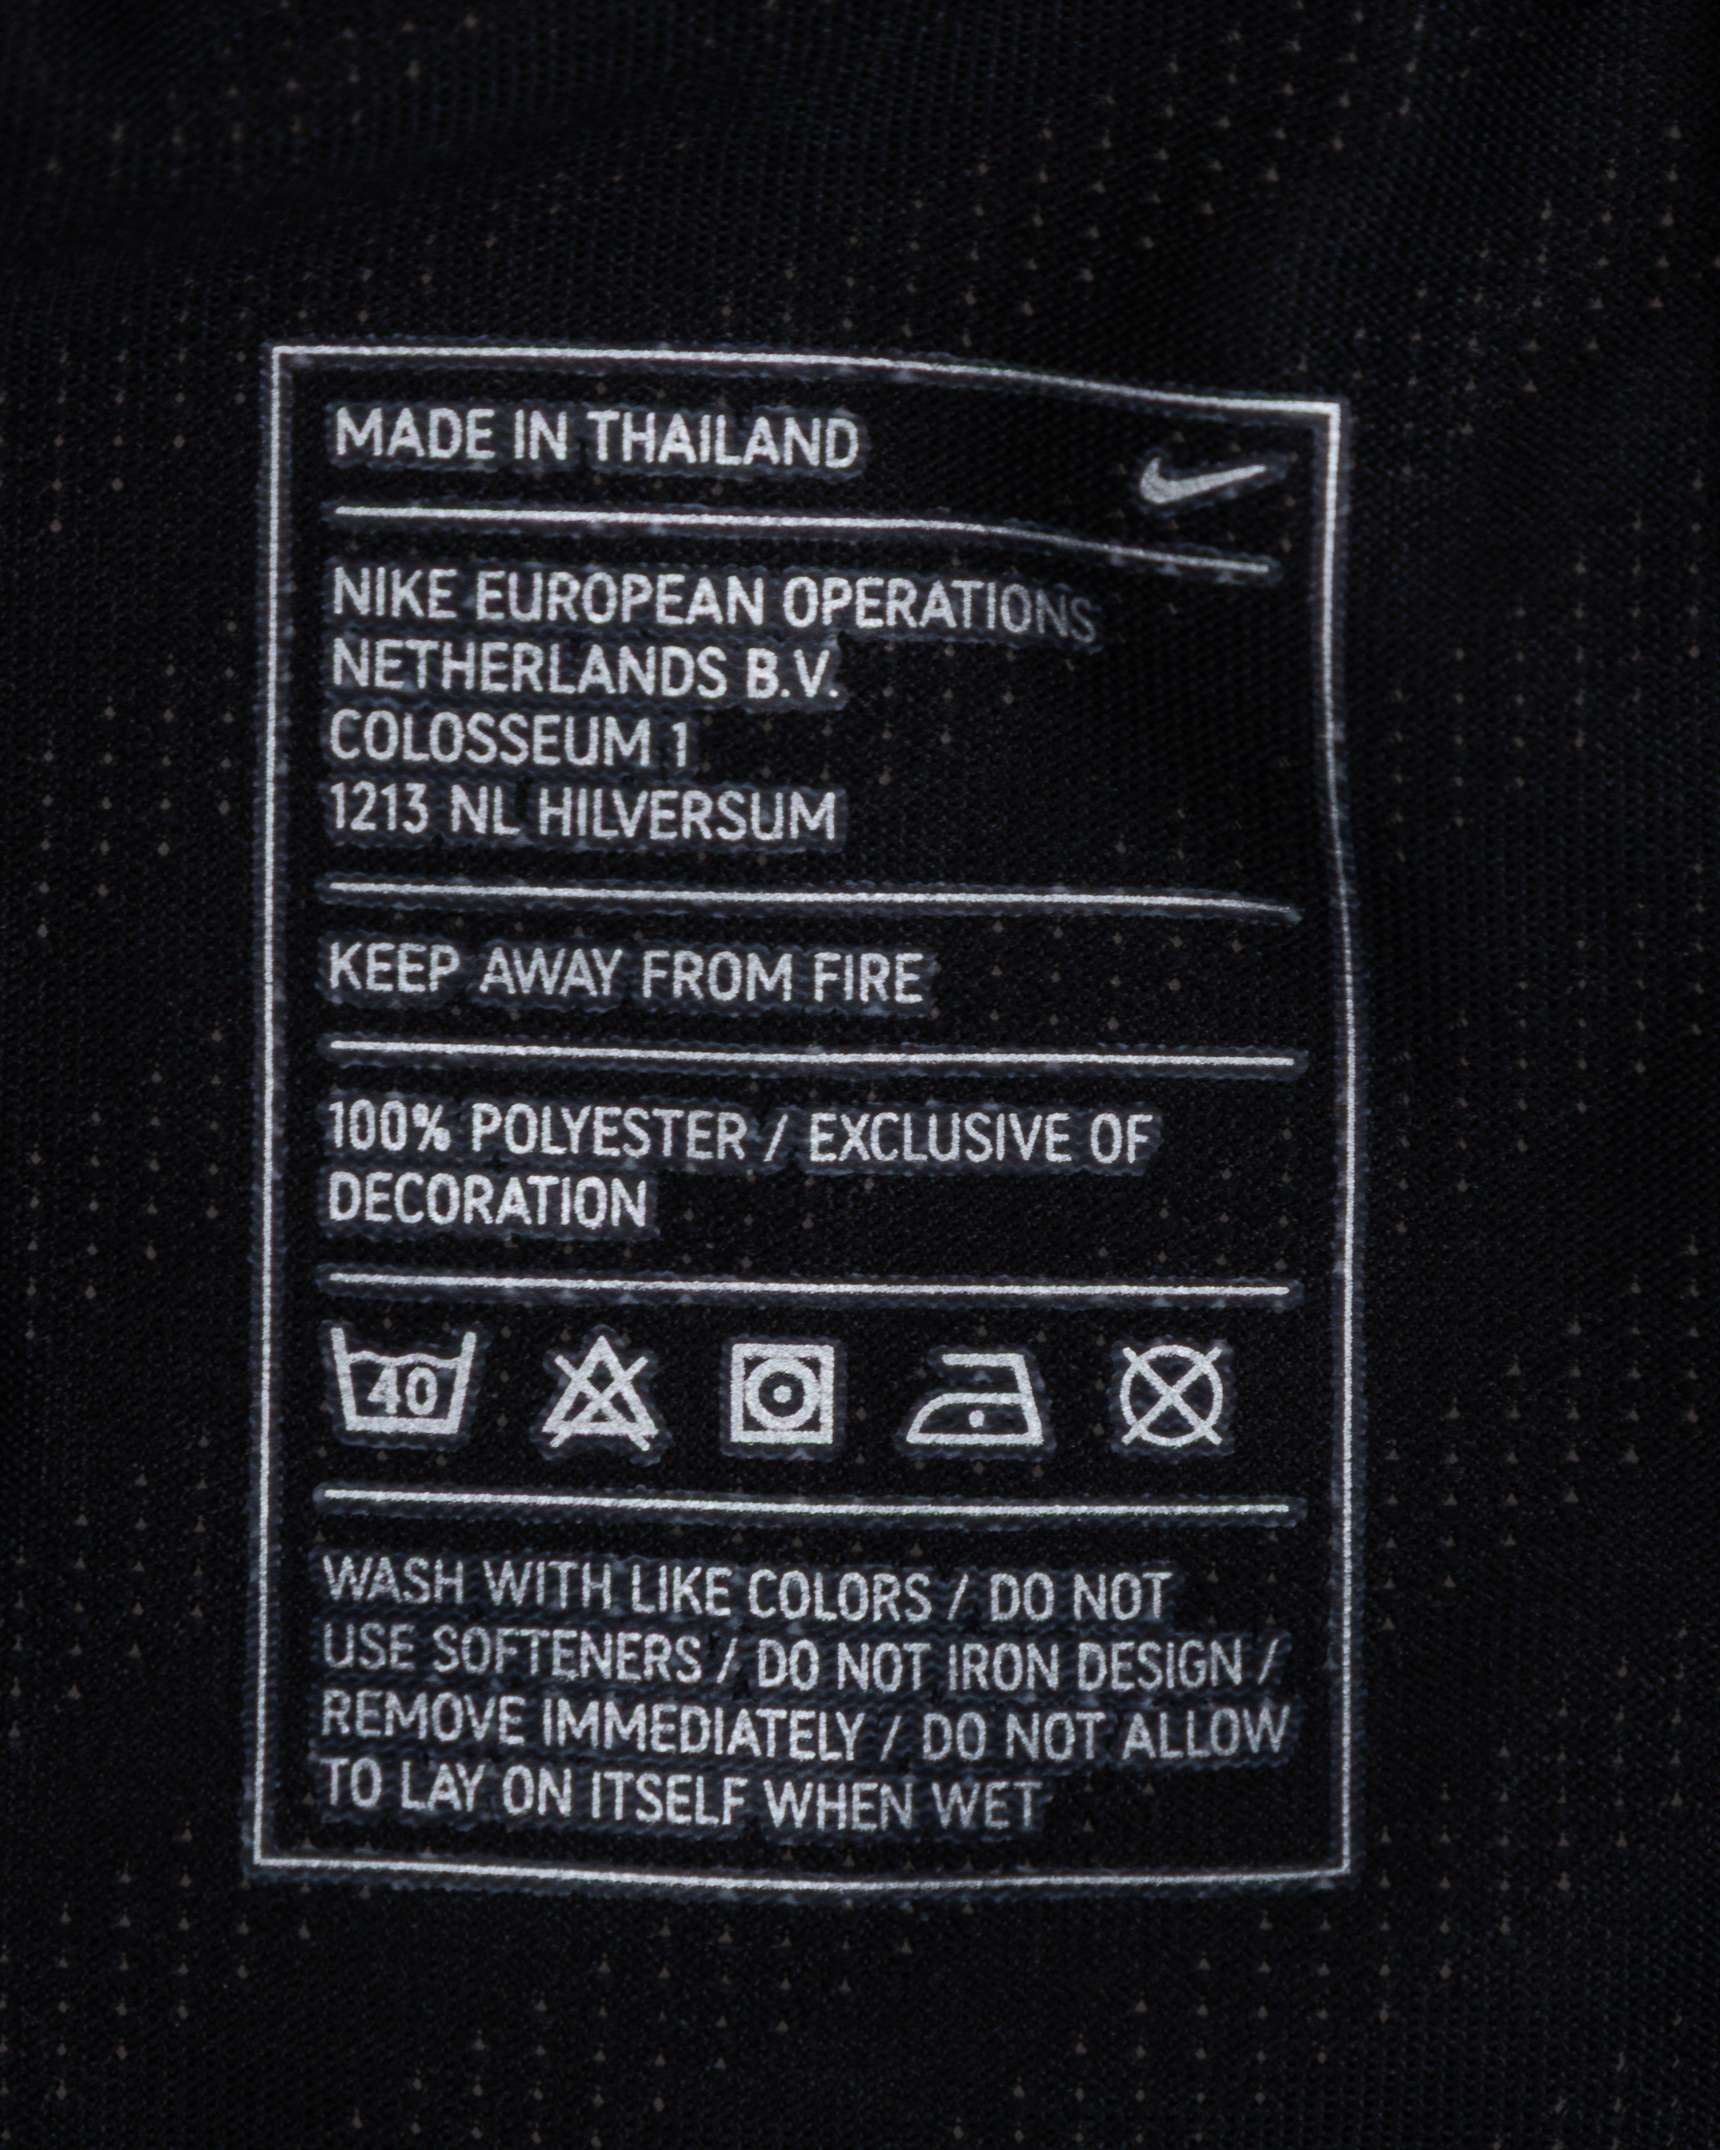 MADE IN THAILAND
NIKE EUROPEAN OPERATIONS
NETHERLANDS B.V.
COLOSSEUM 1
1213 NL HILVERSUM
KEEP AWAY FROM FIRE
100% POLYESTER / EXCLUSIVE OF
DECORATION
40
WASH WITH LIKE COLORS / DO NOT
USE SOFTENERS / DO NOT IRON DESIGN /
REMOVE IMMEDIATELY / DO NOT ALLOW
TO LAY ON ITSELF WHEN WET